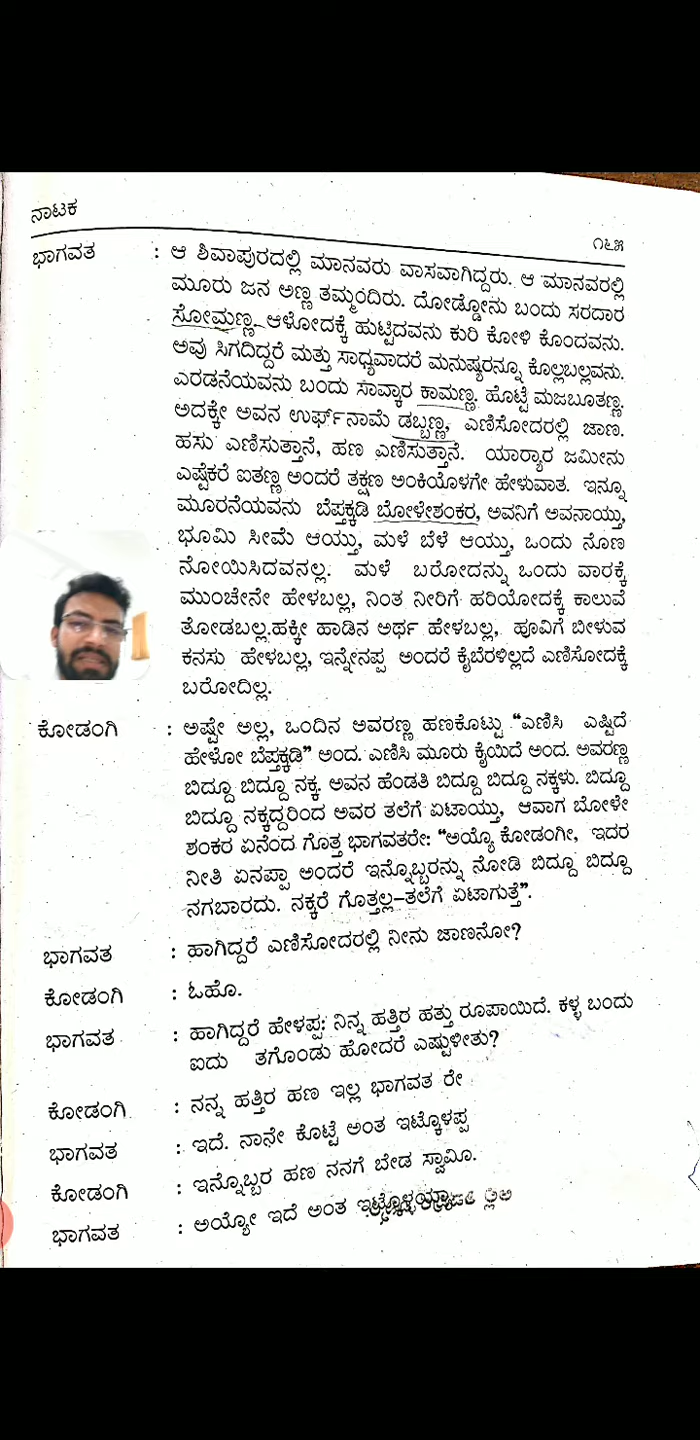 ನಾಟಕ
೧೬೫
ಭಾಗವತ : ಆ ಶಿವಾಪುರದಲ್ಲಿ ಮಾನವರು ವಾಸವಾಗಿದ್ದರು. ಆ ಮಾನವರಲ್ಲಿ
ಮೂರು ಜನ ಅಣ್ಣ ತಮ್ಮಂದಿರು. ದೋಡ್ಡೋನು ಬಂದು ಸರದಾರ
ಸೋಮಣ್ಣ ಆಳೋದಕ್ಕೆ ಹುಟ್ಟಿದವನು ಕುರಿ ಕೋಳಿ ಕೊಂದವನು.
ಅವು ಸಿಗದಿದ್ದರೆ ಮತ್ತು ಸಾಧ್ಯವಾದರೆ ಮನುಷ್ಯರನ್ನೂ ಕೊಲ್ಲಬಲ್ಲವನು.
ಎರಡನೆಯವನು ಬಂದು ಸಾವ್ಕಾರ ಕಾಮಣ್ಣ. ಹೊಟ್ಟೆ ಮಜಬೂತಣ್ಣ.
ಅದಕ್ಕೇ ಅವನ ಉರ್ಫ್‌ನಾಮೆ ಡಬ್ಬಣ್ಣ, ಎಣಿಸೋದರಲ್ಲಿ ಜಾಣ.
ಹಸು ಎಣಿಸುತ್ತಾನೆ, ಹಣ ಎಣಿಸುತ್ತಾನೆ. ಯಾರ‍್ಯಾರ ಜಮೀನು
ಎಷ್ಟೆಕರೆ ಐತಣ್ಣ ಅಂದರೆ ತಕ್ಷಣ ಅಂಕಿಯೊಳಗೇ ಹೇಳುವಾತ. ಇನ್ನೂ
ಮೂರನೆಯವನು ಬೆಪ್ತಕ್ಕಡಿ ಬೋಳೇಶಂಕರ, ಅವನಿಗೆ ಅವನಾಯ್ತು,
ಭೂಮಿ ಸೀಮೆ ಆಯ್ತು, ಮಳೆ ಬೆಳೆ ಆಯ್ತು, ಒಂದು ನೊಣ
ನೋಯಿಸಿದವನಲ್ಲ. ಮಳೆ ಬರೋದನ್ನು ಒಂದು ವಾರಕ್ಕೆ
ಮುಂಚೇನೇ ಹೇಳಬಲ್ಲ, ನಿಂತ ನೀರಿಗೆ ಹರಿಯೋದಕ್ಕೆ ಕಾಲುವೆ
ತೋಡಬಲ್ಲ.ಹಕ್ಕೀ ಹಾಡಿನ ಅರ್ಥ ಹೇಳಬಲ್ಲ, ಹೂವಿಗೆ ಬೀಳುವ
ಕನಸು ಹೇಳಬಲ್ಲ, ಇನ್ನೇನಪ್ಪ ಅಂದರೆ ಕೈಬೆರಳಿಲ್ಲದೆ ಎಣಿಸೋದಕ್ಕೆ
ಬರೋದಿಲ್ಲ.
ಕೋಡಂಗಿ : ಅಷ್ಟೇ ಅಲ್ಲ, ಒಂದಿನ ಅವರಣ್ಣ ಹಣಕೊಟ್ಟು “ಎಣಿಸಿ ಎಷ್ಟಿದೆ
ಹೇಳೋ ಬೆಪ್ತಕ್ಕಡಿ” ಅಂದ. ಎಣಿಸಿ ಮೂರು ಕೈಯಿದೆ ಅಂದ. ಅವರಣ್ಣ
ಬಿದ್ದೂ ಬಿದ್ದೂ ನಕ್ಕ. ಅವನ ಹೆಂಡತಿ ಬಿದ್ದೂ ಬಿದ್ದೂ ನಕ್ಕಳು. ಬಿದ್ದೂ
ಬಿದ್ದೂ ನಕ್ಕದ್ದರಿಂದ ಅವರ ತಲೆಗೆ ಏಟಾಯ್ತು, ಆವಾಗ ಬೋಳೇ
ಶಂಕರ ಏನೆಂದ ಗೊತ್ತ ಭಾಗವತರೇ: “ಅಯ್ಯೊ ಕೋಡಂಗೀ, ಇದರ
ನೀತಿ ಏನಪ್ಪಾ ಅಂದರೆ ಇನ್ನೊಬ್ಬರನ್ನು ನೋಡಿ ಬಿದ್ದೂ ಬಿದ್ದೂ
ನಗಬಾರದು. ನಕ್ಕರೆ ಗೊತ್ತಲ್ಲ–ತಲೆಗೆ ಏಟಾಗುತ್ತೆ”.
ಭಾಗವತ : ಹಾಗಿದ್ದರೆ ಎಣಿಸೋದರಲ್ಲಿ ನೀನು ಜಾಣನೋ?
ಕೋಡಂಗಿ : ಓಹೊ.
ಭಾಗವತ : ಹಾಗಿದ್ದರೆ ಹೇಳಪ್ಪ: ನಿನ್ನ ಹತ್ತಿರ ಹತ್ತು ರೂಪಾಯಿದೆ. ಕಳ್ಳ ಬಂದು
ಐದು ತಗೊಂಡು ಹೋದರೆ ಎಷ್ಟುಳೀತು?
ಕೋಡಂಗಿ : ನನ್ನ ಹತ್ತಿರ ಹಣ ಇಲ್ಲ ಭಾಗವತ ರೇ
ಭಾಗವತ : ಇದೆ. ನಾನೇ ಕೊಟ್ಟೆ ಅಂತ ಇಟ್ಕೊಳಪ್ಪ
ಕೋಡಂಗಿ : ಇನ್ನೊಬ್ಬರ ಹಣ ನನಗೆ ಬೇಡ ಸ್ವಾಮೀ.
ಭಾಗವತ : ಅಯ್ಯೋ ಇದೆ ಅಂತ